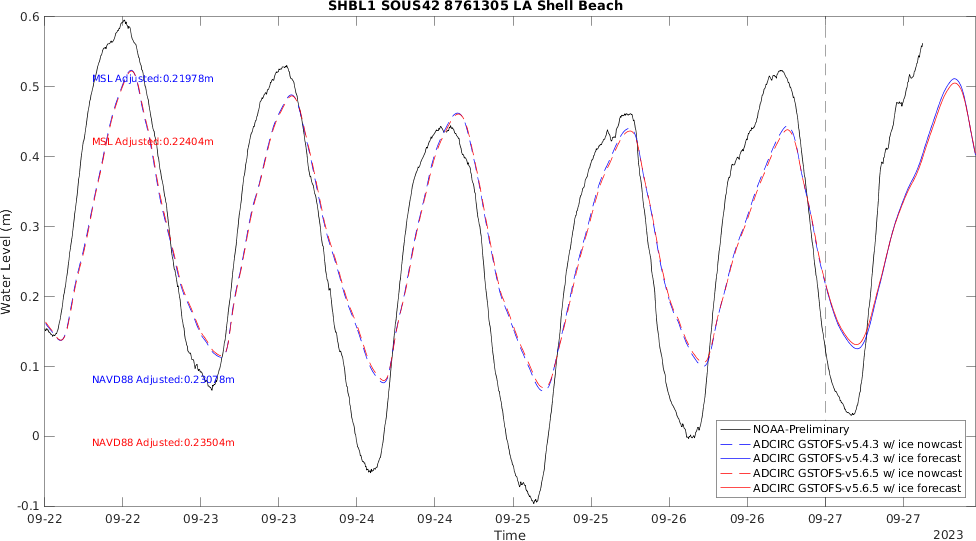 SHBL1 SOUS42 8761305 LA Shell Beach
0.6
0.5
0.4
0.3
0.2
0.1
0
-0.1
Water Level (m)
MSL Adjusted:0.21978m
MSL Adjusted:0.22404m
NAVD88 Adjusted:0.23078m
NAVD88 Adjusted:0.23504m
NOAA-Preliminary
ADCIRC GSTOFS-v5.4.3 w/ ice nowcast
ADCIRC GSTOFS-v5.4.3 w/ ice forecast
ADCIRC GSTOFS-v5.6.5 w/ ice nowcast
ADCIRC GSTOFS-v5.6.5 w/ ice forecast
09-22 09-22 09-23 09-23 09-24 09-24 09-25 09-25 09-26 09-26 09-27 09-27
Time
2023